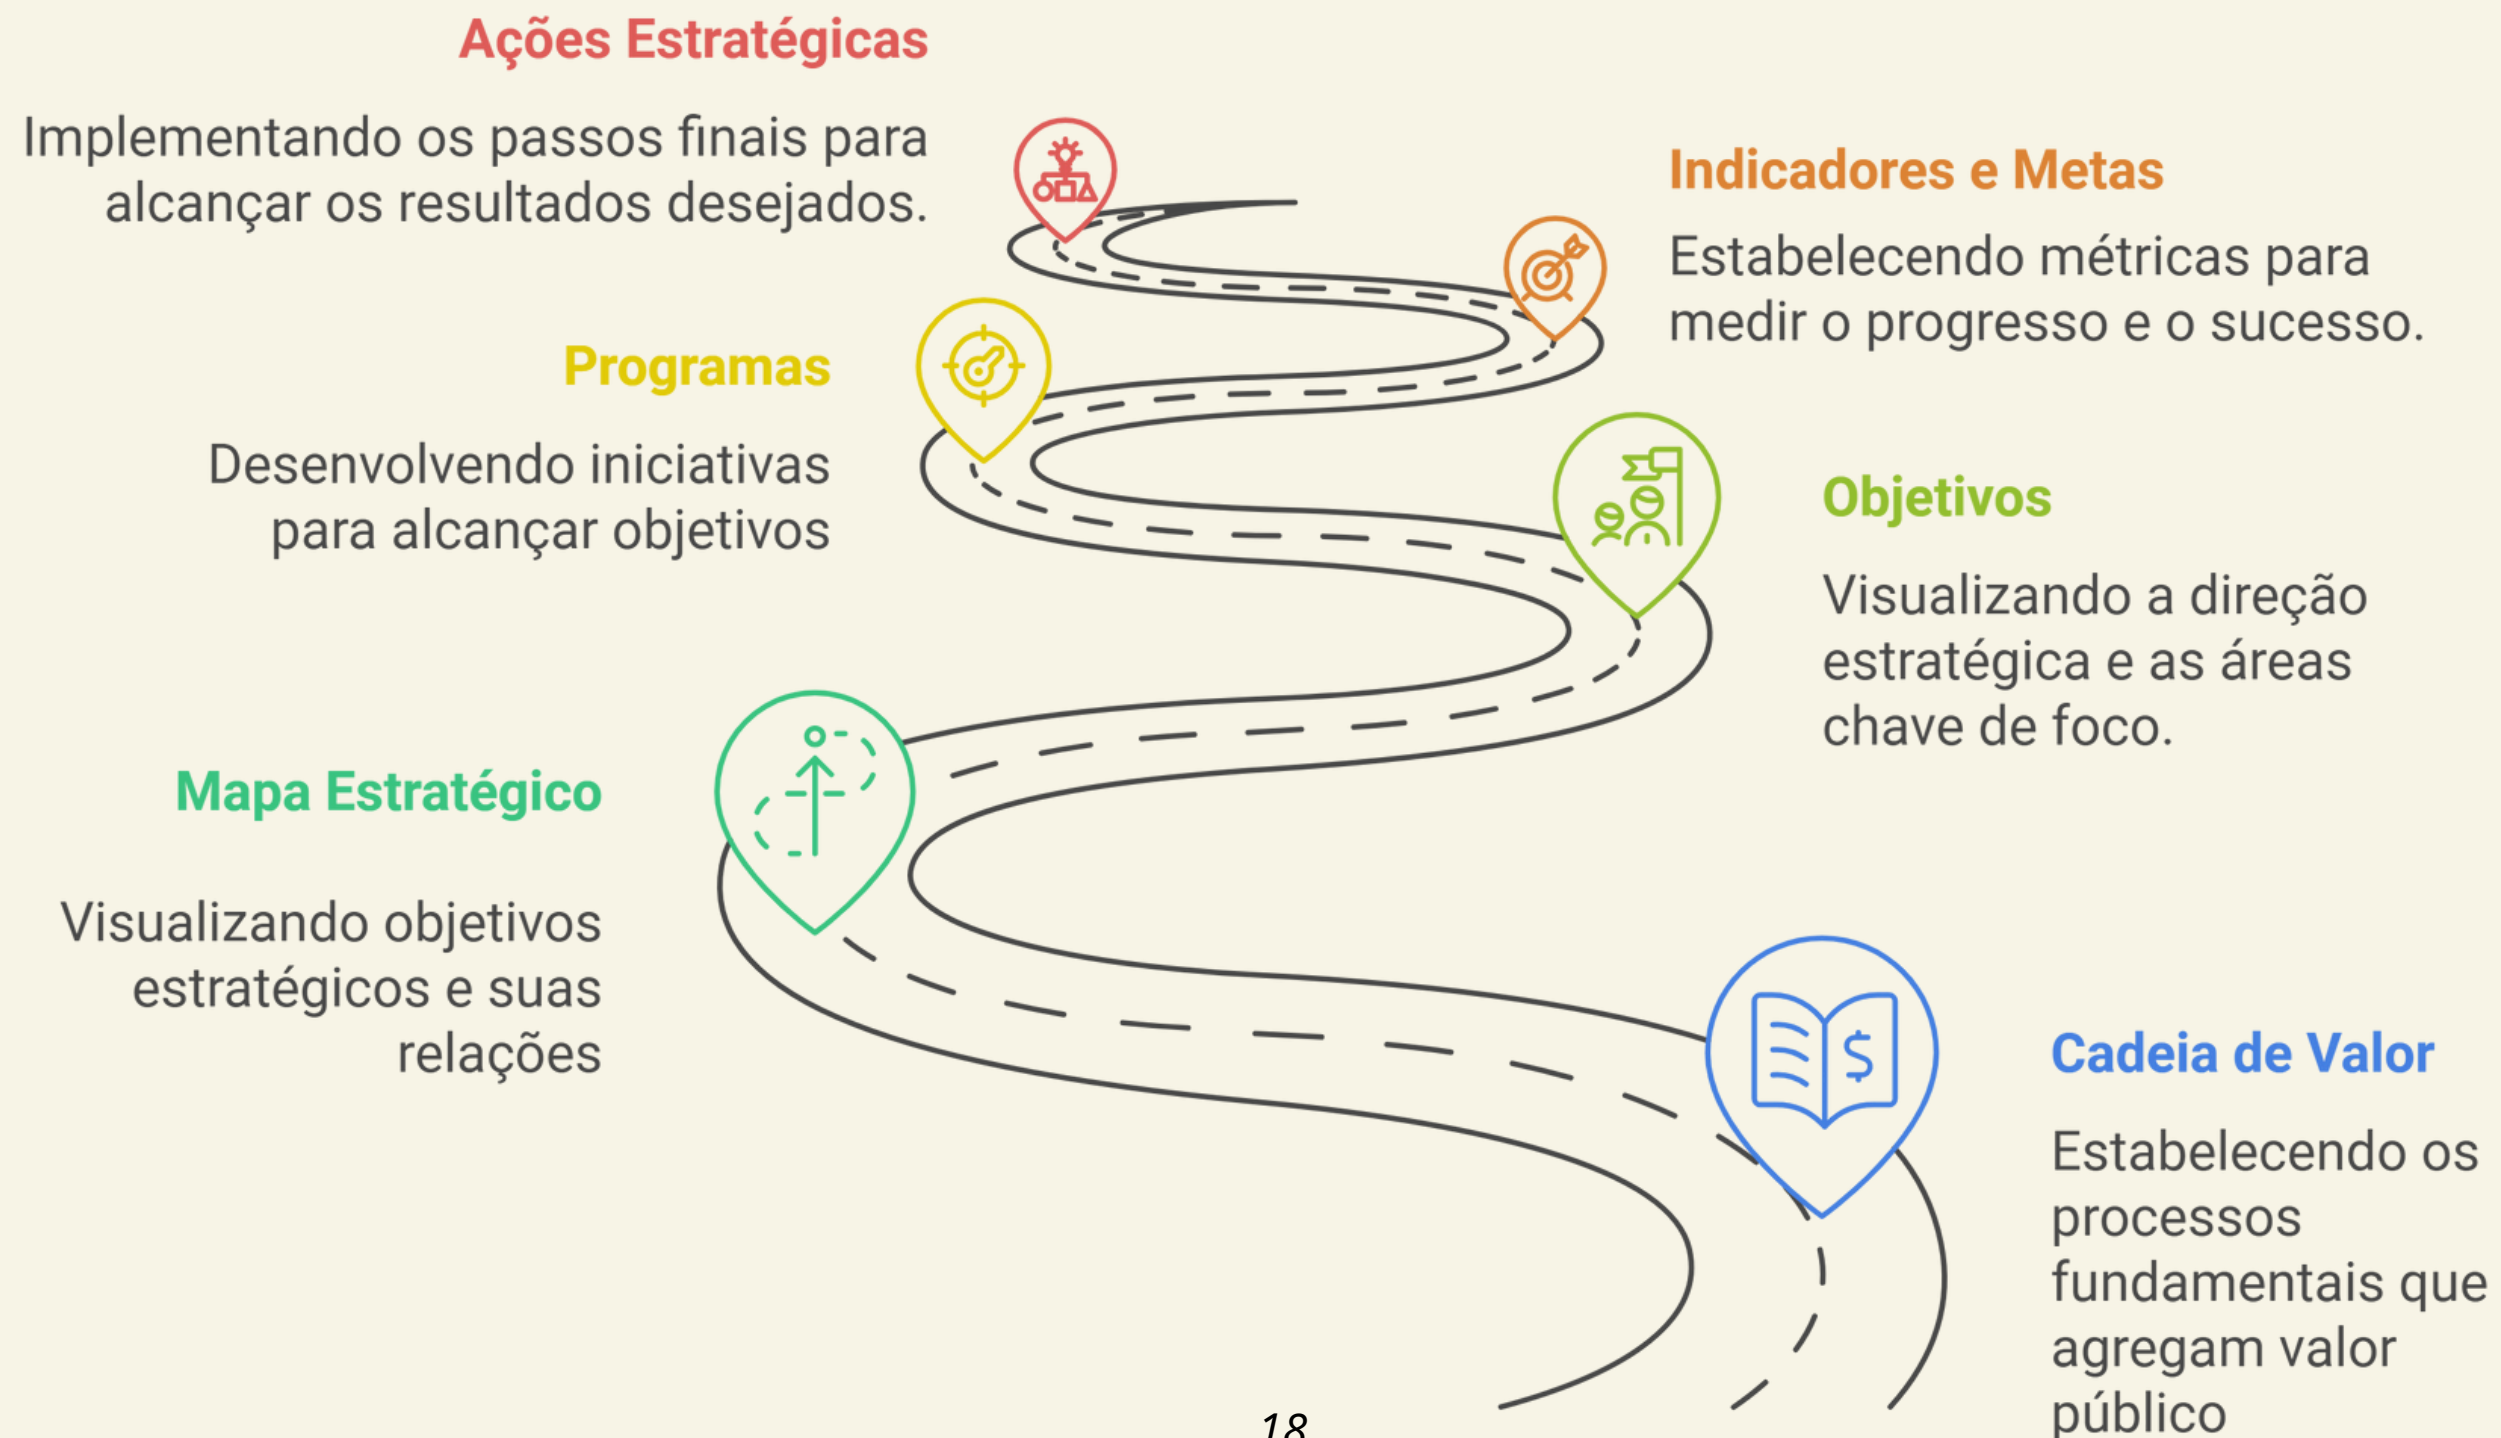 Ações Estratégicas
Implementando os passos finais para
alcançar os resultados desejados.
Indicadores e Metas
Estabelecendo métricas para
medir o progresso e o sucesso.
Programas
Desenvolvendo iniciativas
para alcançar objetivos
Objetivos
Visualizando a direção
estratégica e as áreas
chave de foco.
Mapa Estratégico
Visualizando objetivos
estratégicos e suas
relações
Cadeia de Valor
Estabelecendo os
processos
fundamentais que
agregam valor
público
18